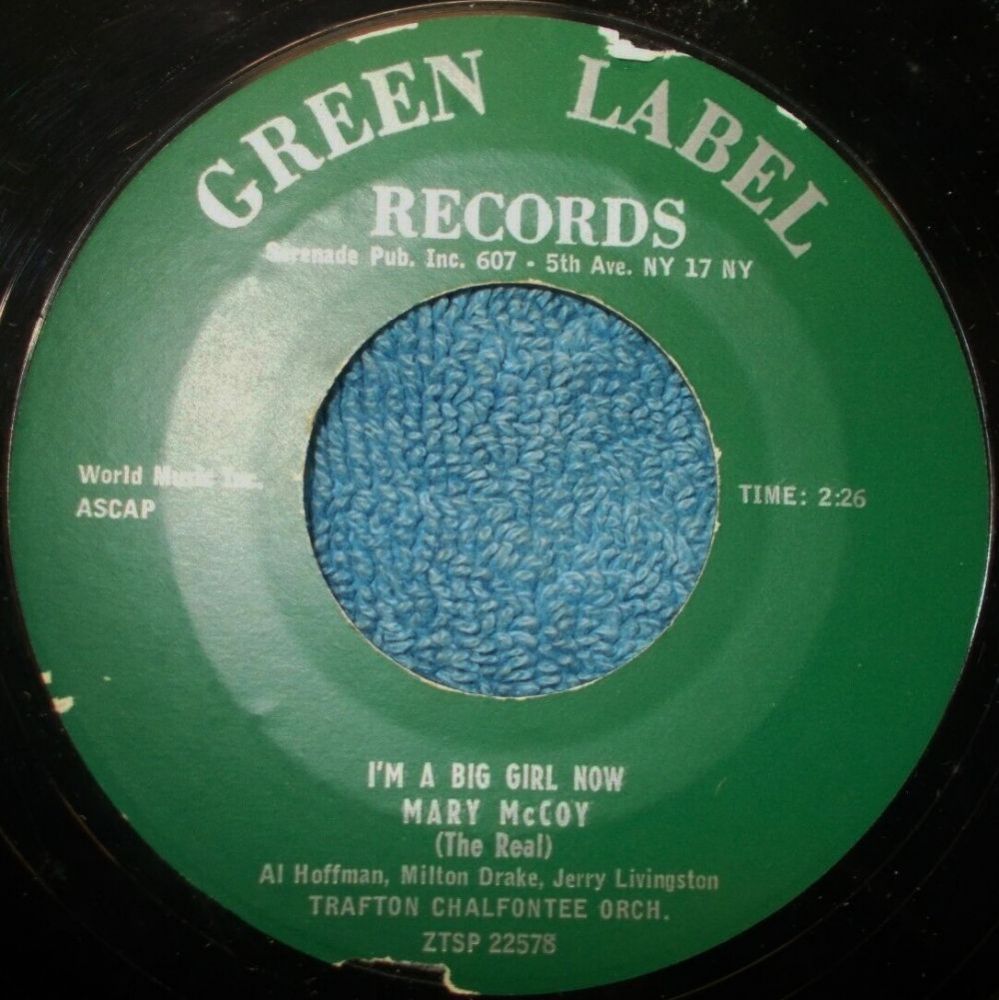 GREEN LABEL
RECORDS
Serenade Pub. Inc. 607 - 5th Ave. NY 17 NY
World Music Inc.
ASCAP
TIME: 2:26
I'M A BIG GIRL NOW
MARY McCOY
(The Real)
Al Hoffman, Milton Drake, Jerry Livingston
TRAFTON CHALFONTEE ORCH.
ZTSP 22578